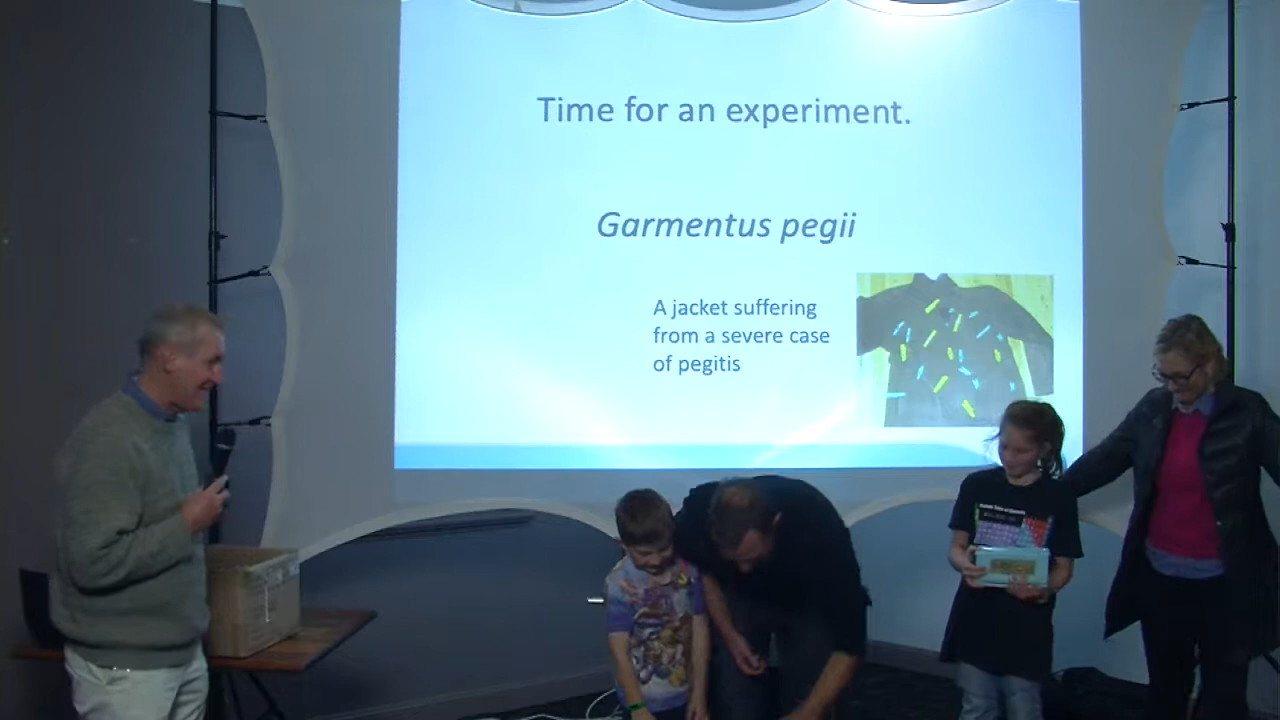 Time for an experiment.
Garmentus pegii
A jacket suffering
from a severe case
of pegitis